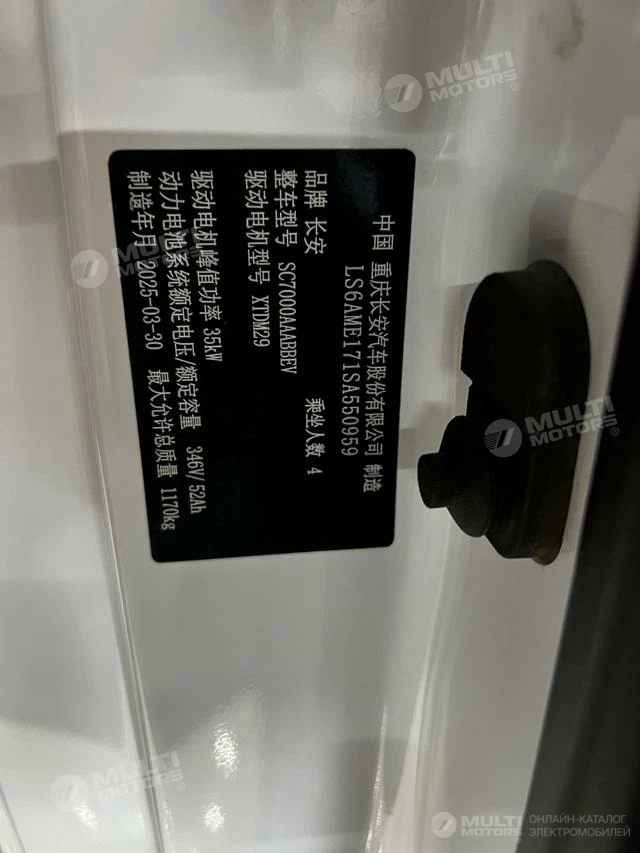 中国 重庆长安汽车股份有限公司 制造
LS6AME171SA550959
品牌 长安
整车型号 SC7000AAABBEV 乘坐人数 4
驱动电机型号 XTDM29
驱动电机峰值功率 35kW
动力电池系统额定电压/额定容量 346V/52Ah
制造年月 2025-03-30 最大允许总质量 1170kg
MULTI
MOTORS®
MULTI
MOTORS®
MULTI
MOTORS®
MULTI
MOTORS®
MULTI
MOTORS®
ОНЛАЙН-КАТАЛОГ
ЭЛЕКТРОМОБИЛЕЙ